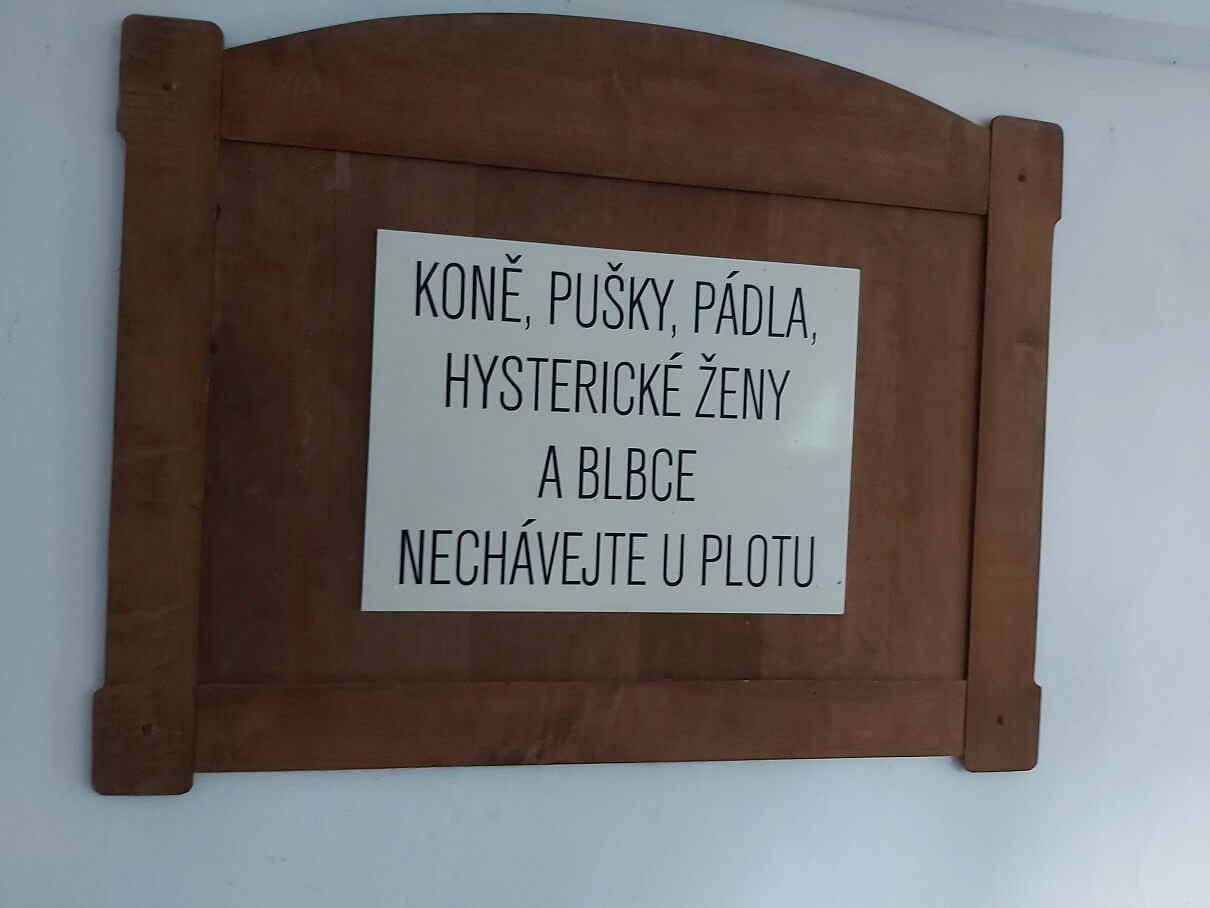 KONĚ, PUŠKY, PÁDLA,
HYSTERICKÉ ŽENY
A BLBCE
NECHÁVEJTE U PLOTU